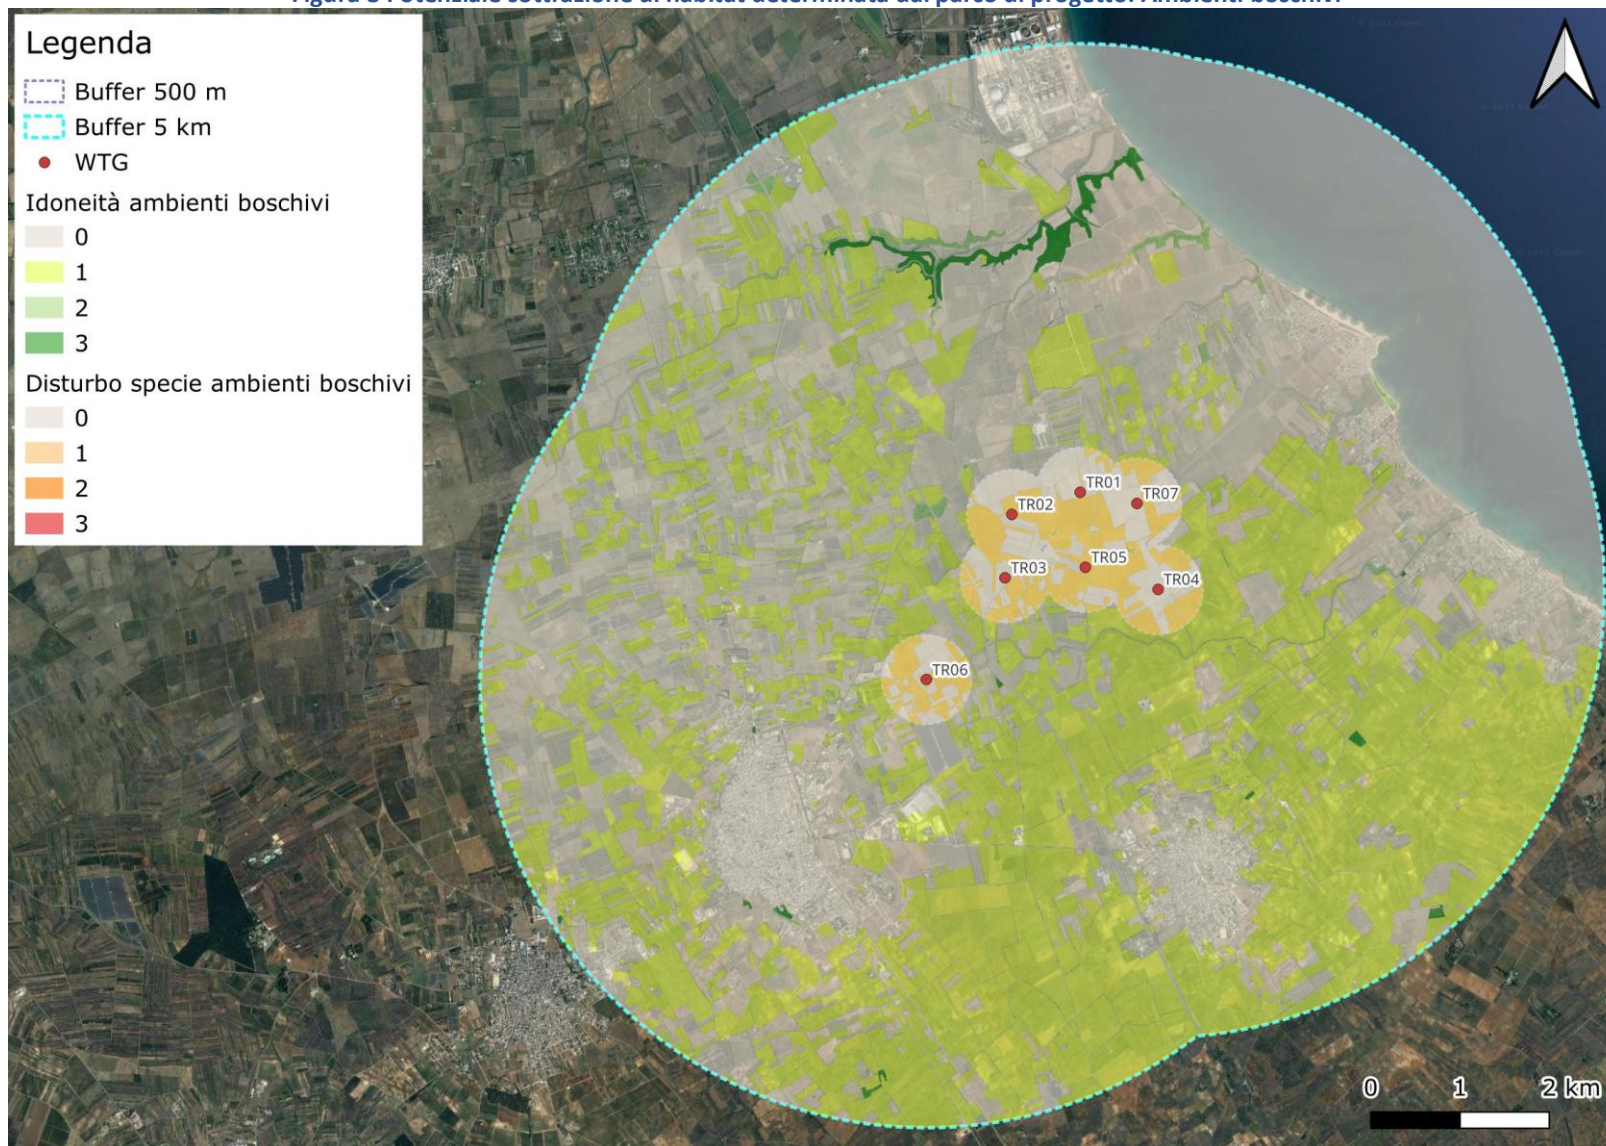 Legenda
Buffer 500 m
Buffer 5 km
WTG
Idoneità ambienti boschivi
0
1
2
3
Disturbo specie ambienti boschivi
0
1
2
3
TR01
TR07
TR02
TR05
TR03
TR04
TR06
0 1 2 km